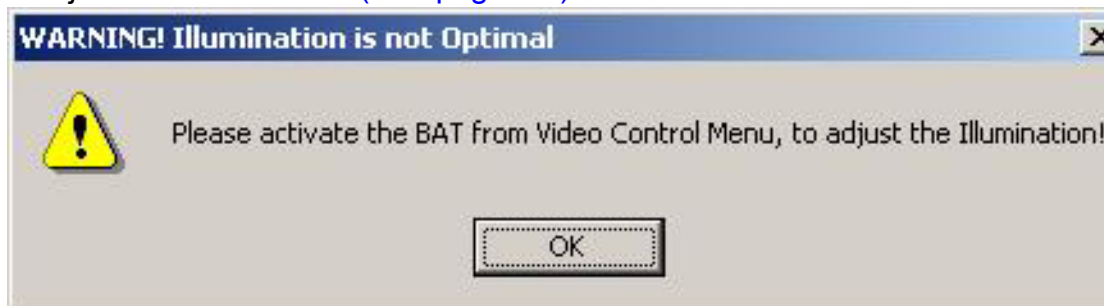 WARNING! Illumination is not Optimal
Please activate the BAT from Video Control Menu, to adjust the Illumination!
OK